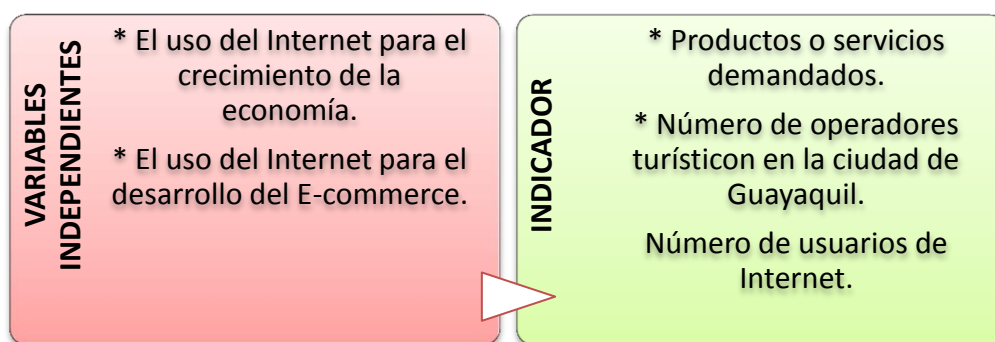 VARIABLES
INDEPENDIENTES
* El uso del Internet para el
crecimiento de la
economía.
* El uso del Internet para el
desarrollo del E-commerce.
INDICADOR
* Productos o servicios
demandados.
* Número de operadores
turísticon en la ciudad de
Guayaquil.
Número de usuarios de
Internet.